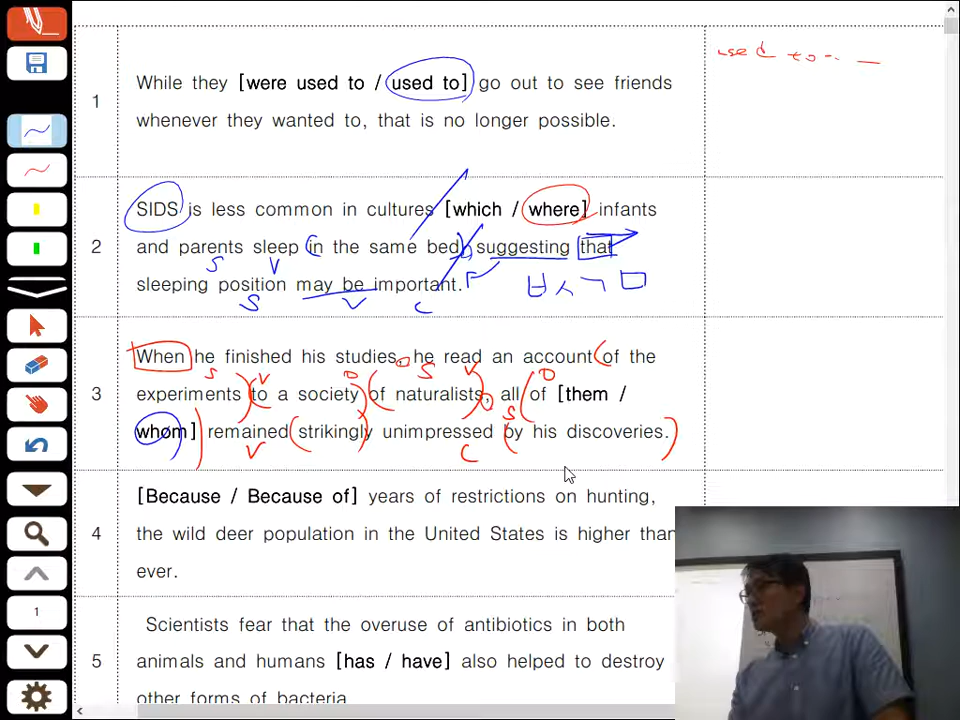 1
While they [were used to / used to] go out to see friends
whenever they wanted to, that is no longer possible.
used to
2
SIDS is less common in cultures [which / where] infants
and parents sleep in the same bed, suggesting that
S V
sleeping position may be important.
S V C
3
When he finished his studies, he read an account of the
S V O S V O
experiments to a society of naturalists, all of [them /
S
whom] remained strikingly unimpressed by his discoveries.
V C
4
[Because / Because of] years of restrictions on hunting,
the wild deer population in the United States is higher than
ever.
5
Scientists fear that the overuse of antibiotics in both
animals and humans [has / have] also helped to destroy
other forms of bacteria
1